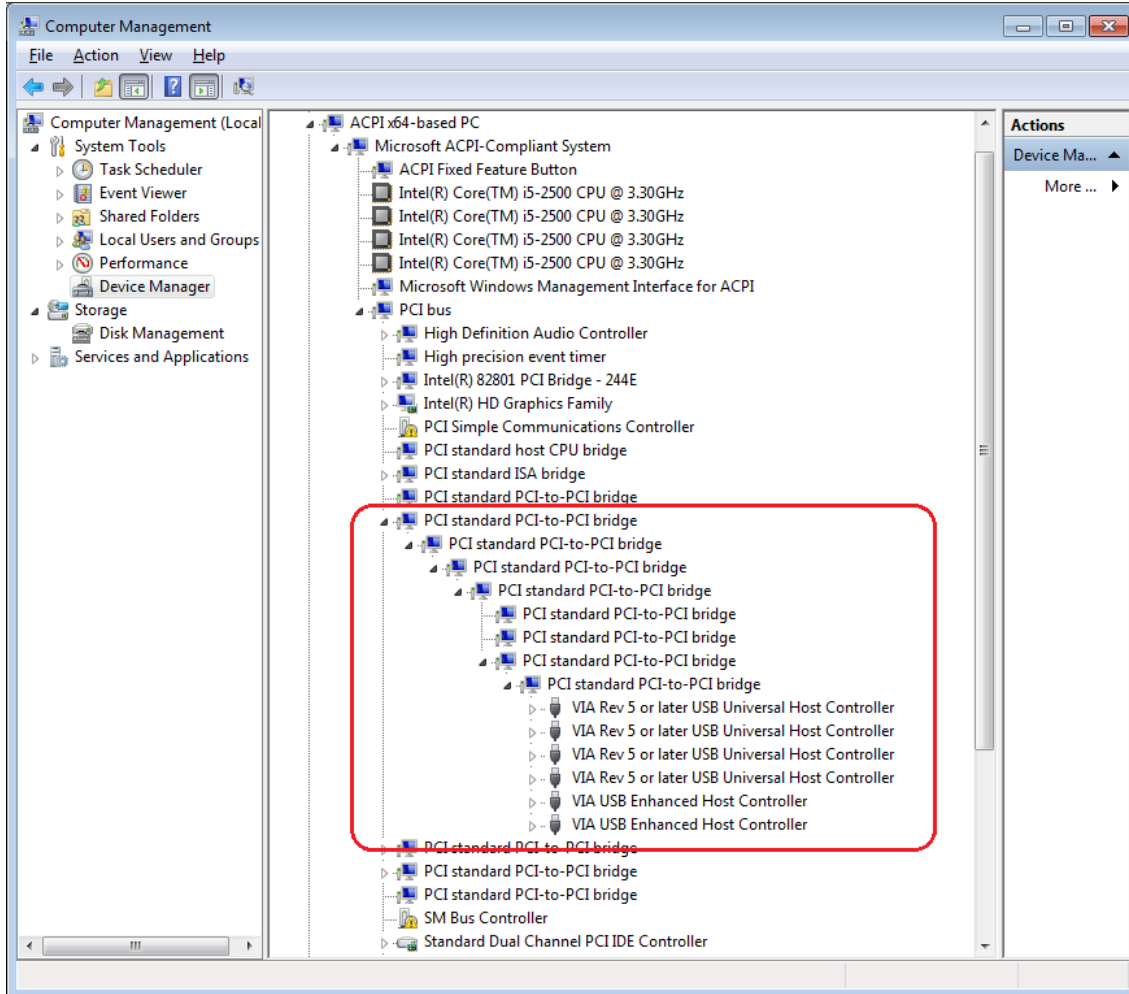 Computer Management
File Action View Help
Computer Management (Local
System Tools
Task Scheduler
Event Viewer
Shared Folders
Local Users and Groups
Performance
Device Manager
Storage
Disk Management
Services and Applications
ACPI x64-based PC
Microsoft ACPI-Compliant System
ACPI Fixed Feature Button
Intel(R) Core(TM) i5-2500 CPU @ 3.30GHz
Intel(R) Core(TM) i5-2500 CPU @ 3.30GHz
Intel(R) Core(TM) i5-2500 CPU @ 3.30GHz
Intel(R) Core(TM) i5-2500 CPU @ 3.30GHz
Microsoft Windows Management Interface for ACPI
PCI bus
High Definition Audio Controller
High precision event timer
Intel(R) 82801 PCI Bridge - 244E
Intel(R) HD Graphics Family
PCI Simple Communications Controller
PCI standard host CPU bridge
PCI standard ISA bridge
PCI standard PCI-to-PCI bridge
PCI standard PCI-to-PCI bridge
PCI standard PCI-to-PCI bridge
PCI standard PCI-to-PCI bridge
PCI standard PCI-to-PCI bridge
PCI standard PCI-to-PCI bridge
PCI standard PCI-to-PCI bridge
PCI standard PCI-to-PCI bridge
PCI standard PCI-to-PCI bridge
VIA Rev 5 or later USB Universal Host Controller
VIA Rev 5 or later USB Universal Host Controller
VIA Rev 5 or later USB Universal Host Controller
VIA Rev 5 or later USB Universal Host Controller
VIA USB Enhanced Host Controller
VIA USB Enhanced Host Controller
PCI standard PCI-to-PCI bridge
PCI standard PCI-to-PCI bridge
PCI standard PCI-to-PCI bridge
SM Bus Controller
Standard Dual Channel PCI IDE Controller
Actions
Device Ma...
More ...